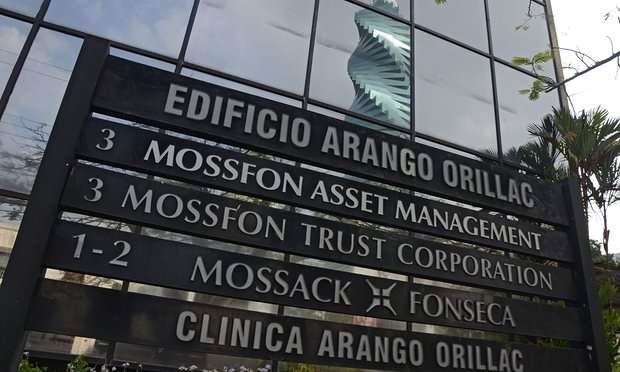 EDIFICIO ARANGO ORILLAC
3 MOSSFON ASSET MANAGEMENT
3 MOSSFON TRUST CORPORATION
1-2 MOSSACK FONSECA
CLINICA ARANGO ORILLAC